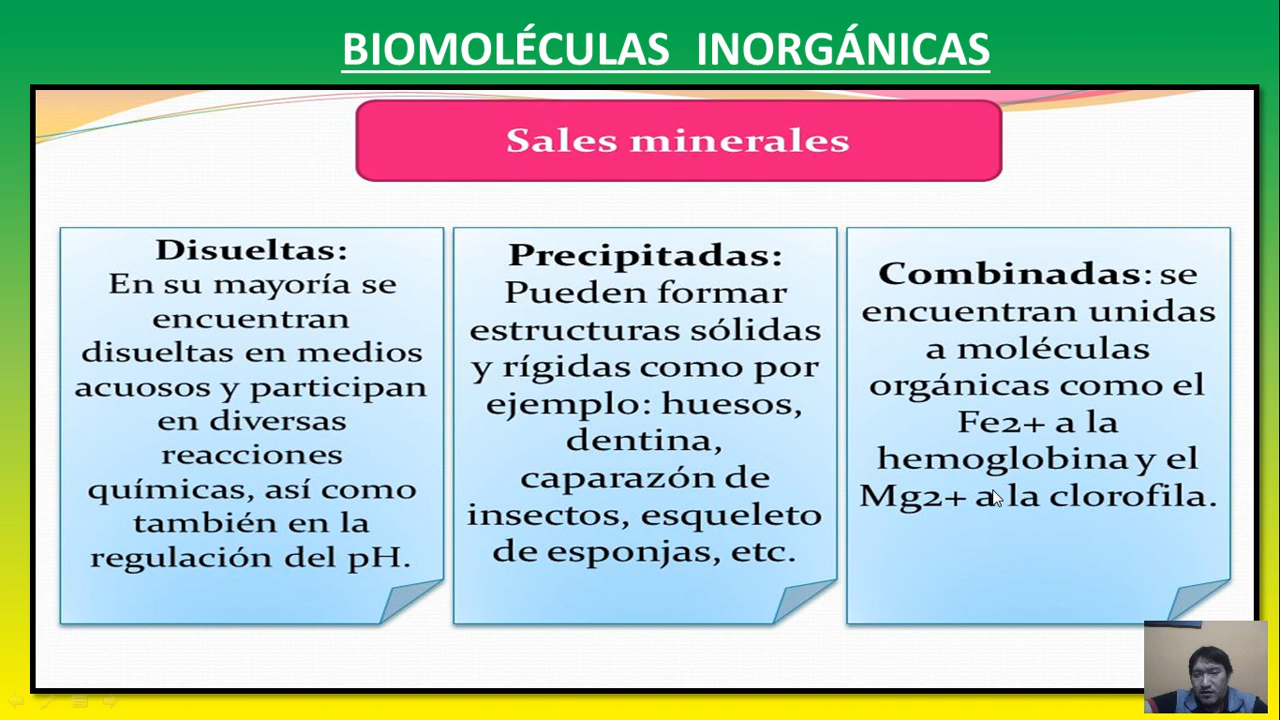 BIOMOLÉCULAS INORGÁNICAS
Sales minerales
Disueltas:
En su mayoría se
encuentran
disueltas en medios
acuosos y participan
en diversas
reacciones
químicas, así como
también en la
regulación del pH.
Precipitadas:
Pueden formar
estructuras sólidas
y rígidas como por
ejemplo: huesos,
dentina,
caparazón de
insectos, esqueleto
de esponjas, etc.
Combinadas: se
encuentran unidas
a moléculas
orgánicas como el
Fe2+ a la
hemoglobina y el
Mg2+ a la clorofila.